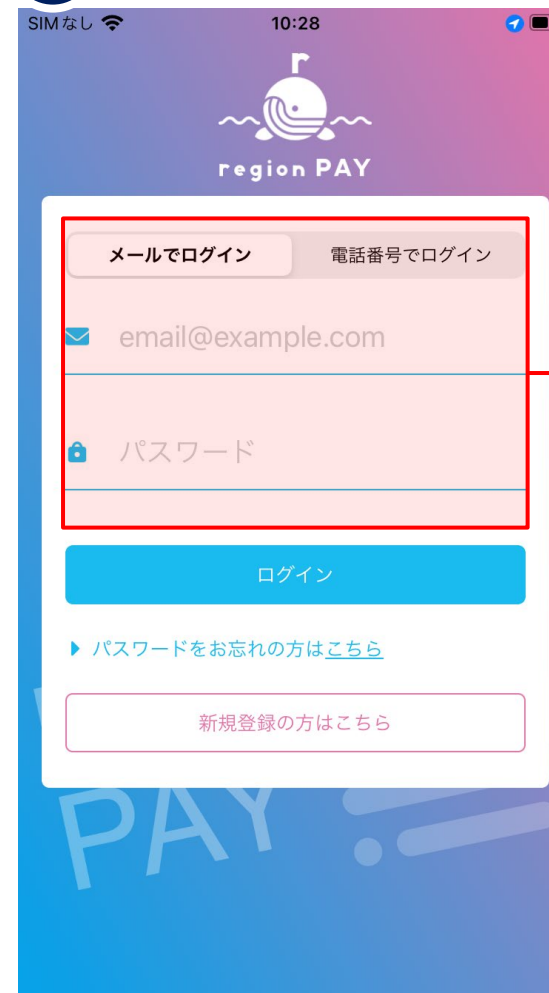 SIMなし 10:28
region PAY
メールでログイン 電話番号でログイン
email@example.com
パスワード
ログイン
パスワードをお忘れの方はこちら
新規登録の方はこちら
PAY